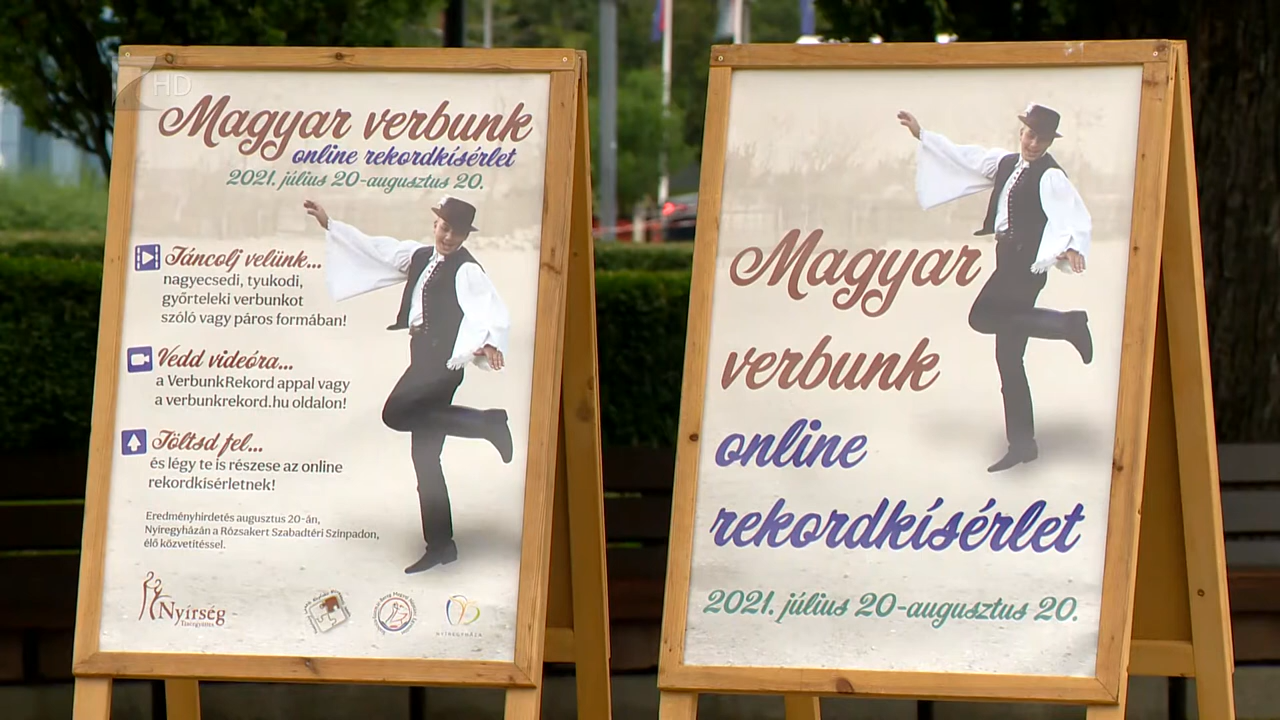 HD
Magyar verbunk
online rekordkísérlet
2021. július 20-augusztus 20.
Táncolj velünk...
nagyecsedi, tyukodi,
győrteleki verbunkot
szóló vagy páros formában!
Vedd videóra...
a VerbunkRekord appal vagy
a verbunkrekord.hu oldalon!
Töltsd fel...
és légy te is részese az online
rekordkísérletnek!
Eredményhirdetés augusztus 20-án,
Nyíregyházán a Rózsakert Szabadtéri Színpadon,
élő közvetítéssel.
Nyírség
Táncegyüttes
NYÍREGYHÁZA
Magyar
verbunk
online
rekordkísérlet
2021. július 20-augusztus 20.